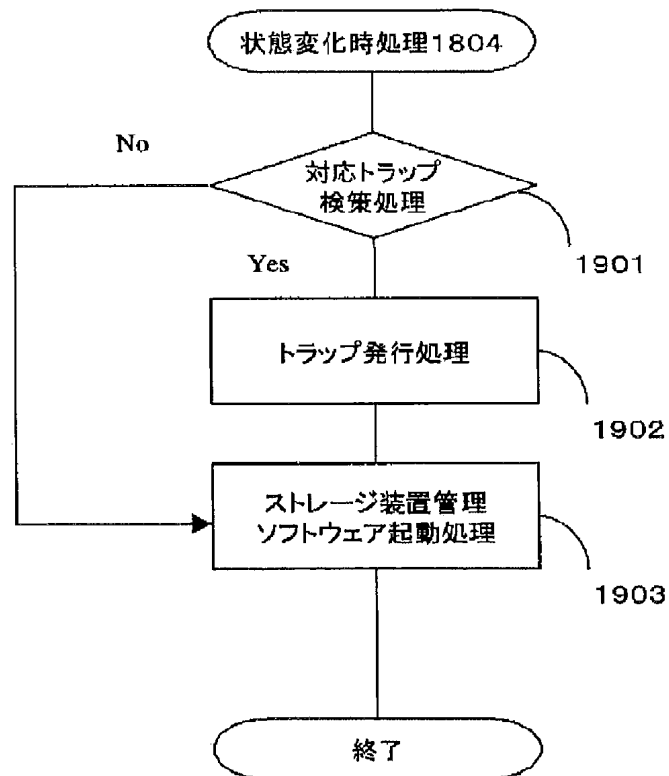 状態変化時処理1804
No
対応トラップ
検策処理
1901
Yes
トラップ発行処理
1902
ストレージ装置管理
ソフトウェア起動処理
1903
終了